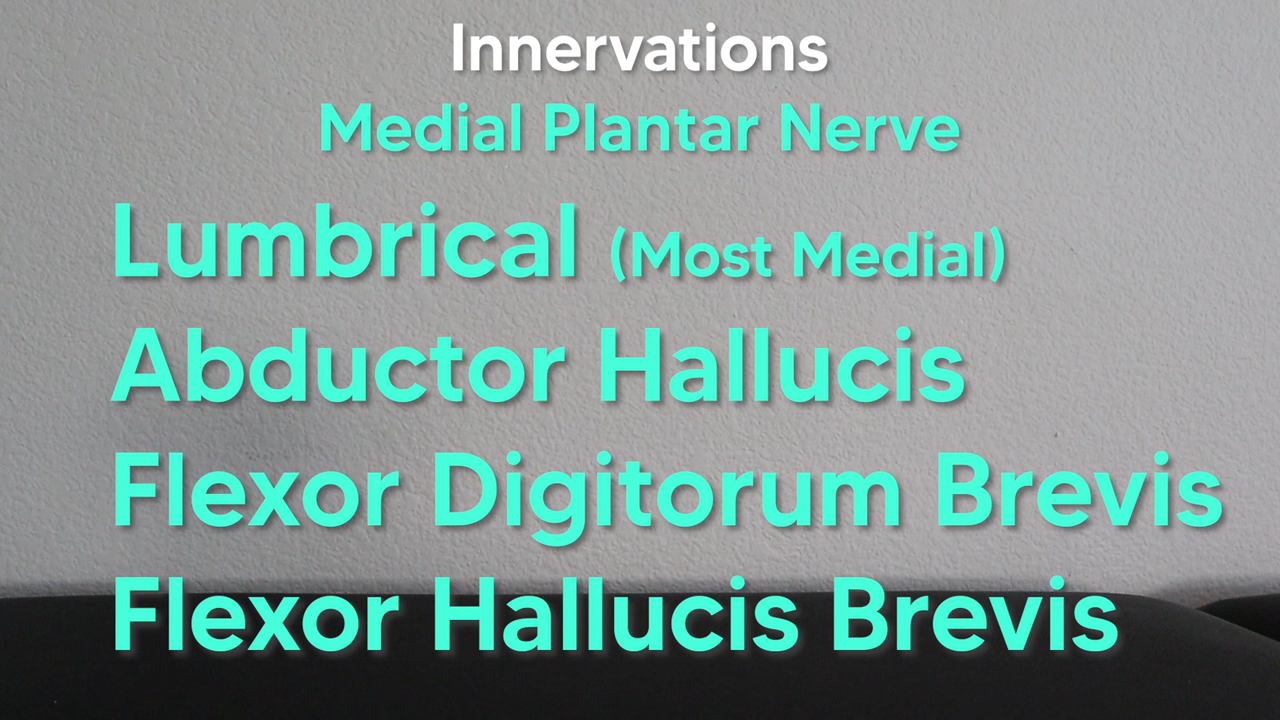 Innervations
Medial Plantar Nerve
Lumbrical (Most Medial)
Abductor Hallucis
Flexor Digitorum Brevis
Flexor Hallucis Brevis